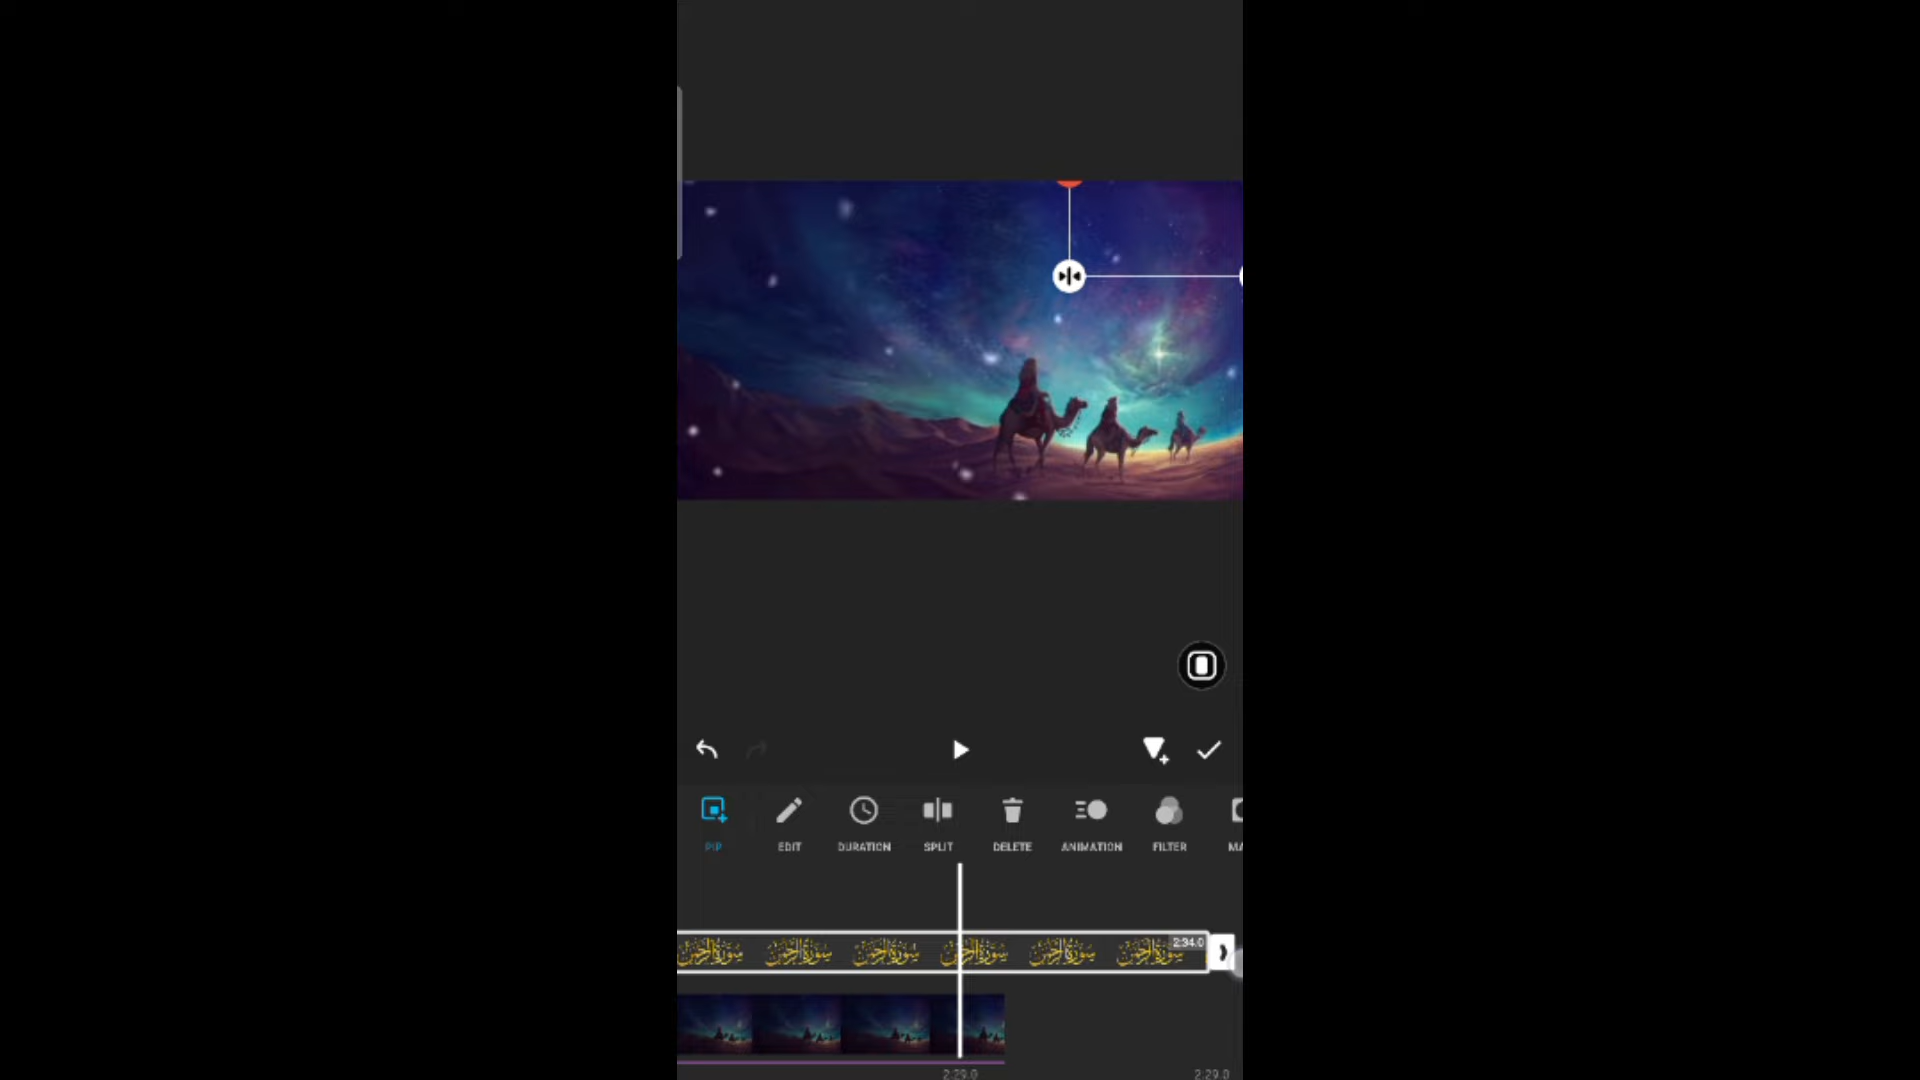 PIP EDIT DURATION SPLIT DELETE ANIMATION FILTER MA
سورة الرحمن سورة الرحمن سورة الرحمن سورة الرحمن سورة الرحمن سورة الرحمن 2:34.0
2:29.0 2:29.0